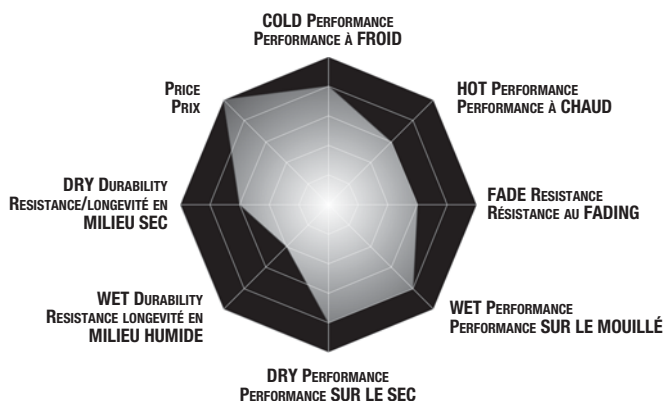 COLD PERFORMANCE
PERFORMANCE À FROID
HOT PERFORMANCE
PERFORMANCE À CHAUD
FADE RESISTANCE
RÉSISTANCE AU FADING
WET PERFORMANCE
PERFORMANCE SUR LE MOUILLÉ
DRY PERFORMANCE
PERFORMANCE SUR LE SEC
WET DURABILITY
RESISTANCE LONGEVITÉ EN
MILIEU HUMIDE
DRY DURABILITY
RESISTANCE/LONGEVITÉ EN
MILIEU SEC
PRICE
PRIX